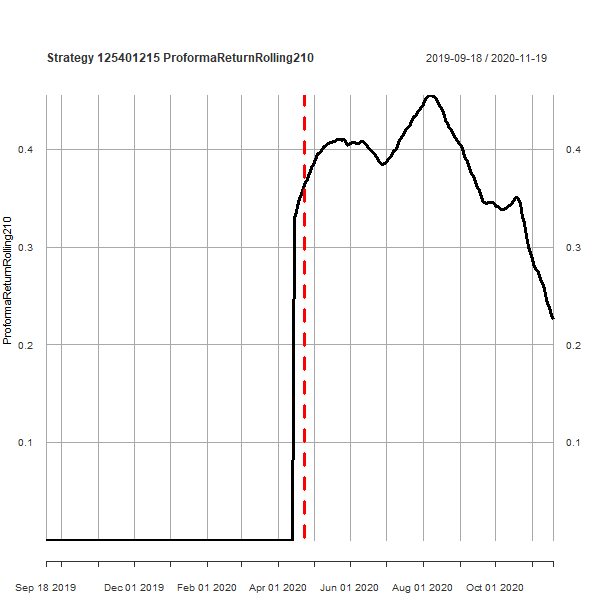 Strategy 125401215 ProformaReturnRolling210
2019-09-18 / 2020-11-19
ProformaReturnRolling210
0.4
0.4
0.3
0.3
0.2
0.2
0.1
0.1
Sep 18 2019
Dec 01 2019
Feb 01 2020
Apr 01 2020
Jun 01 2020
Aug 01 2020
Oct 01 2020